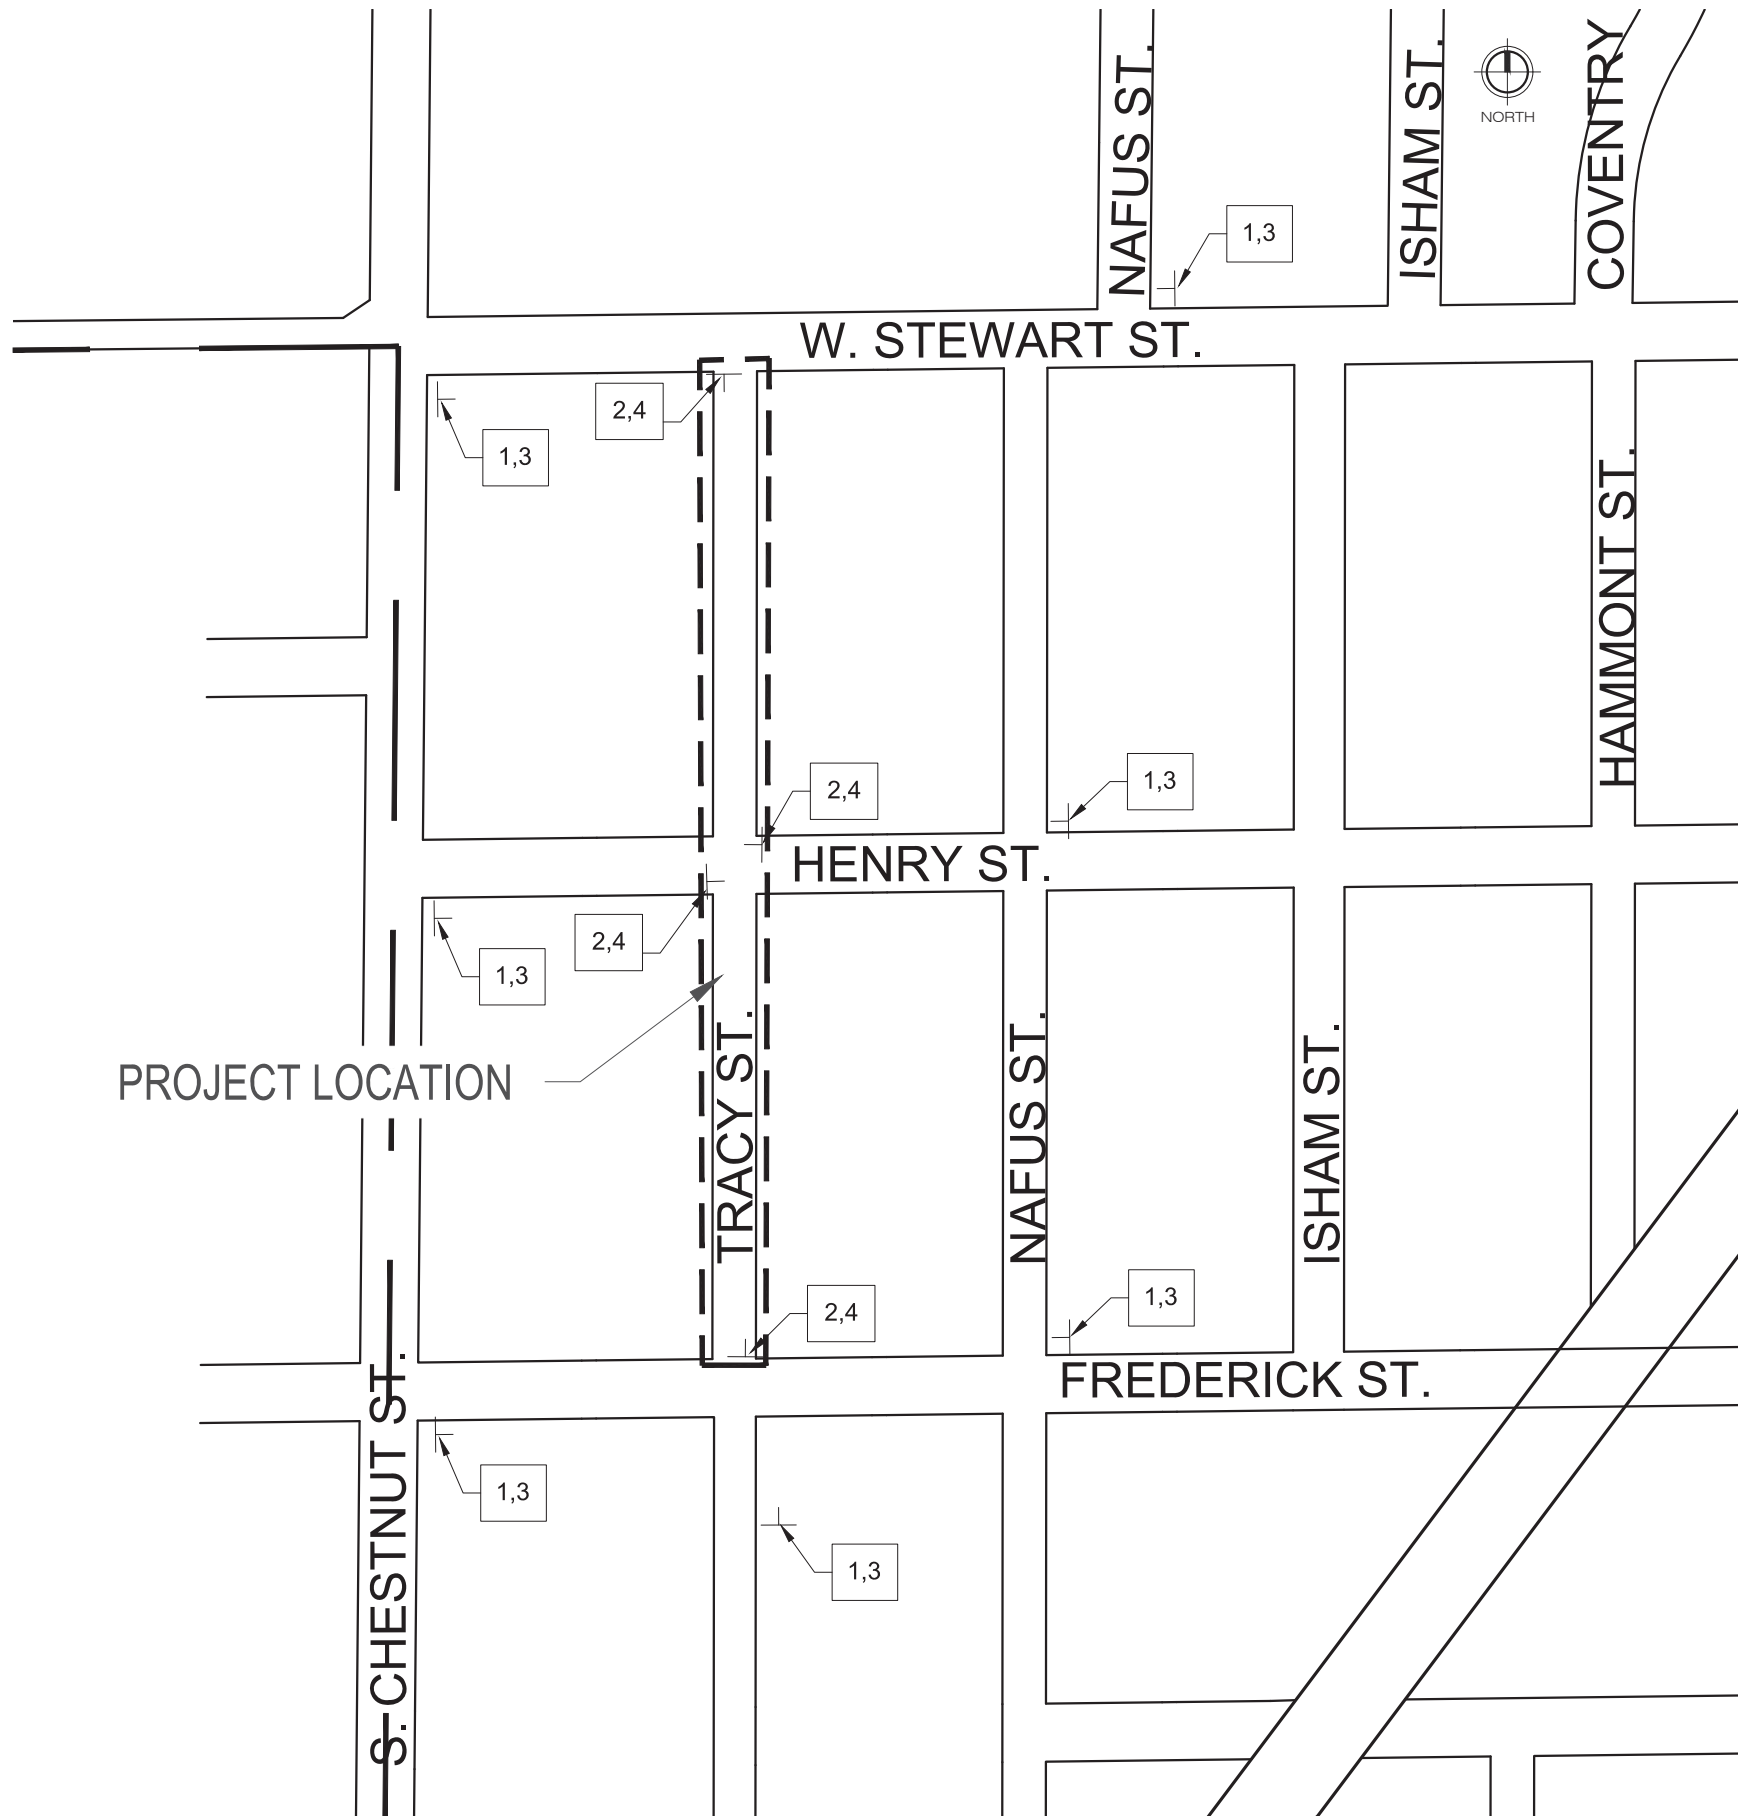 COVENTRY
NAFUS ST.
ISHAM ST.
NORTH
1,3
W. STEWART ST.
2,4
1,3
HAMMONT ST.
2,4
1,3
HENRY ST.
2,4
1,3
PROJECT LOCATION
TRACY ST.
NAFUS ST.
ISHAM ST.
2,4
1,3
FREDERICK ST.
S. CHESTNUT ST.
1,3
1,3